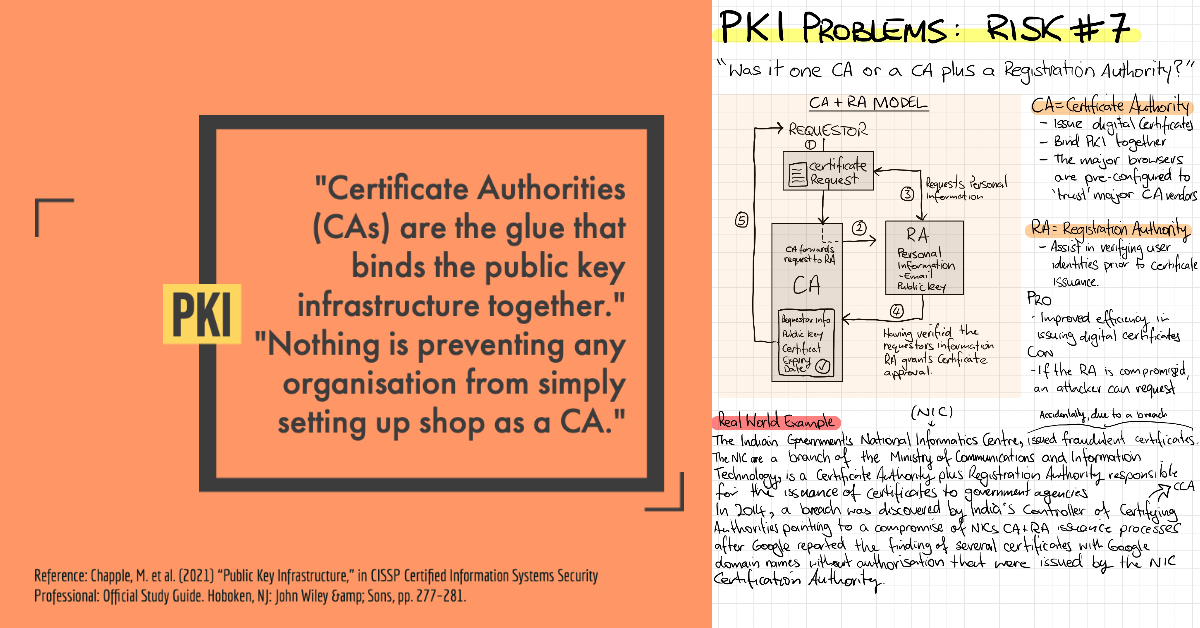 "Certificate Authorities
(CAs) are the glue that
binds the public key
infrastructure together."
"Nothing is preventing any
organisation from simply
setting up shop as a CA."
PKI
Reference: Chapple, M. et al. (2021) “Public Key Infrastructure,” in CISSP Certified Information Systems Security
Professional: Official Study Guide. Hoboken, NJ: John Wiley &amp; Sons, pp. 277–281.
PKI PROBLEMS: RISK #7
"Was it one CA or a CA plus a Registration Authority?"
CA + RA MODEL
REQUESTOR
①
Certificate
Request
③
Requests Personal
Information
⑤
②
CA forwards
request to RA
CA
RA
Personal
Information
- Email
Public key
④
Requestor info
Public key
Certificat
Expiry
Date
Having verified the
requestors information
RA grants Certificate
approval.
CA = Certificate Authority
- Issue digital certificates
- Bind PKI together
- The major browsers
are pre-configured to
'trust' major CA vendors
RA = Registration Authority
- Assist in verifying user
identities prior to certificate
issuance.
PRO
- Improved efficiency in
issuing digital certificates
CON
- If the RA is compromised,
an attacker can request
Real World Example
(NIC)
Accidentally, due to a breach
The Indian Government's National Informatics Centre, issued fraudulent certificates.
The NIC are a branch of the Ministry of Communications and Information
Technology, is a Certificate Authority plus Registration Authority responsible
for the issuance of certificates to government agencies
CCA
In 2014, a breach was discovered by India's Controller of Certifying
Authorities pointing to a compromise of NICs CA+RA issuance processes
after Google reported the finding of several certificates with Google
domain names without authorisation that were issued by the NIC
Certification Authority.